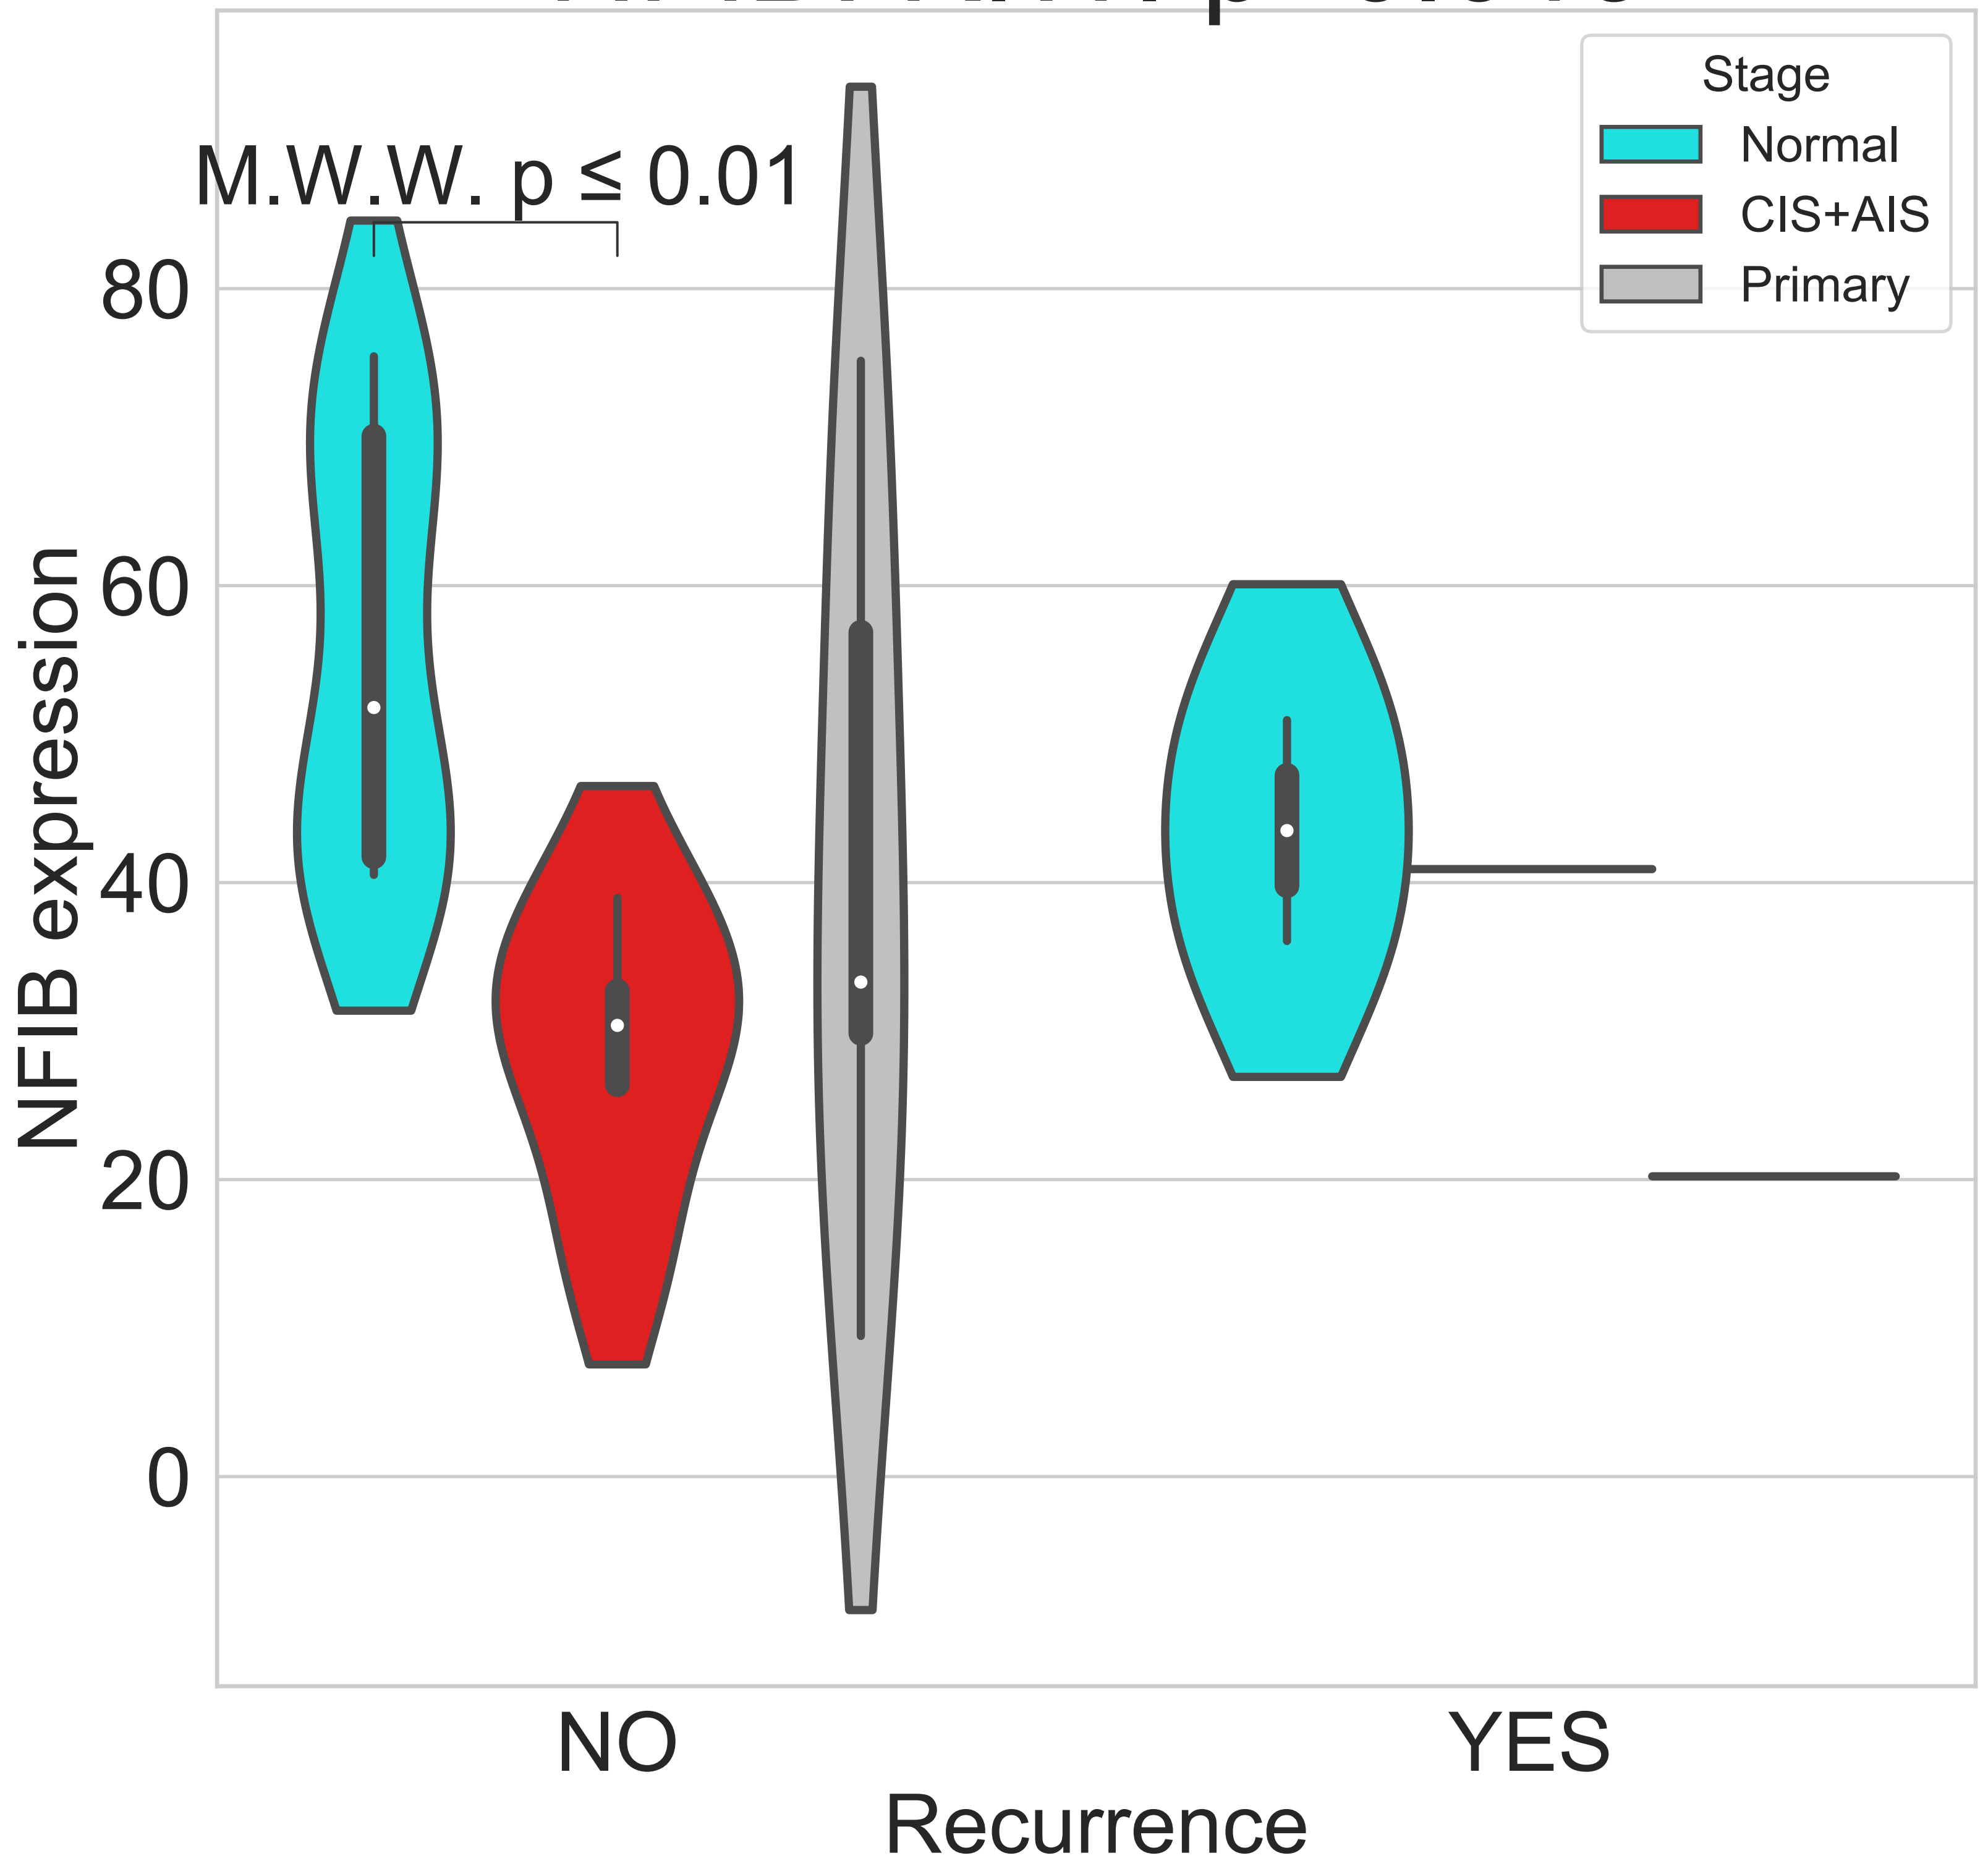 M.W.W. p ≤ 0.01
Stage
Normal
CIS+AIS
Primary
80
60
40
20
0
NFIB expression
NO
YES
Recurrence